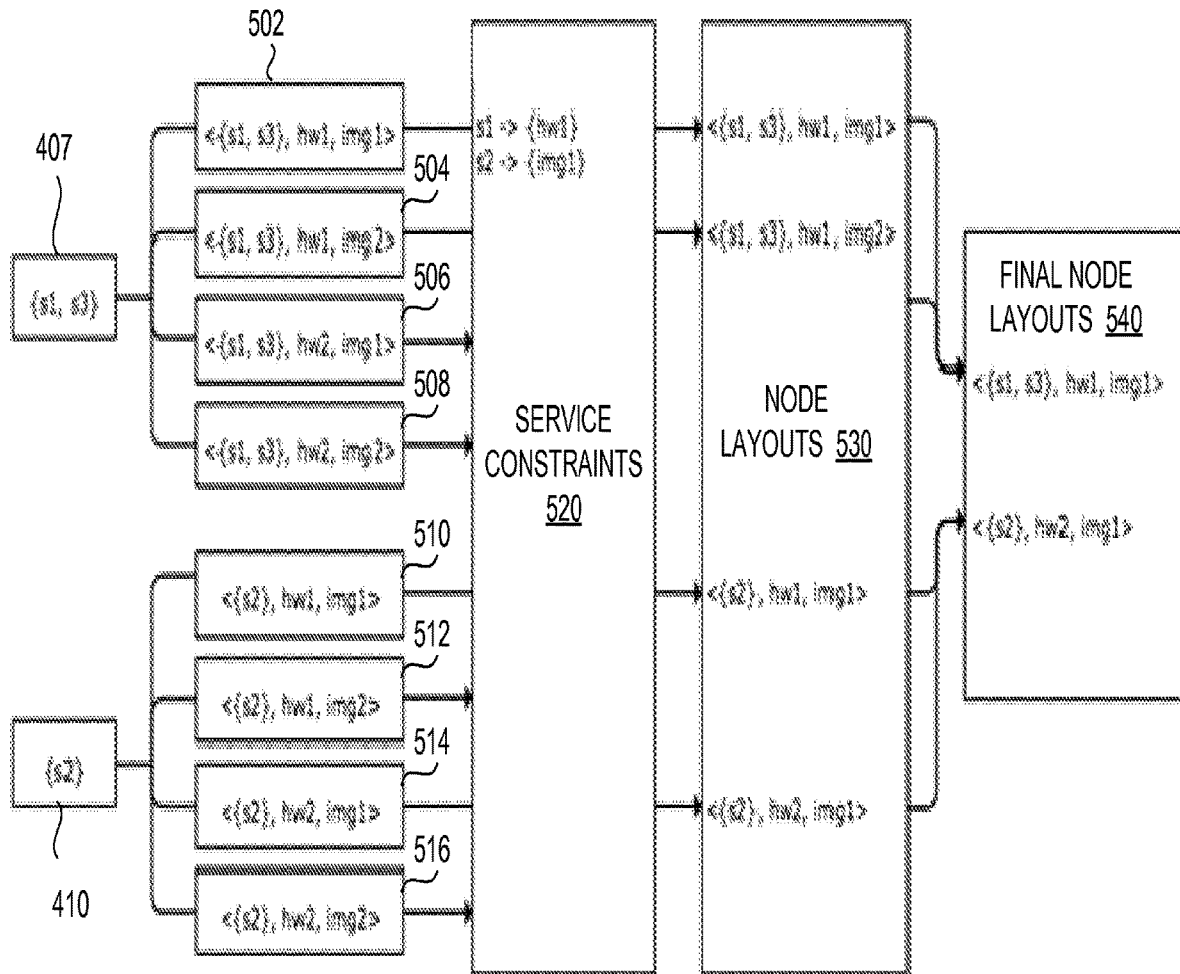 502
407
<{s1, s3}, hw1, img1>
504
<{s1, s3}, hw1, img2>
506
{s1, s3}
<{s1, s3}, hw2, img1>
508
<{s1, s3}, hw2, img2>
510
<{s2}, hw1, img1>
512
<{s2}, hw1, img2>
514
{s2}
<{s2}, hw2, img1>
516
410
<{s2}, hw2, img2>
s1 -> {hw1}
s2 -> {img1}
SERVICE
CONSTRAINTS
520
<{s1, s3}, hw1, img1>
<{s1, s3}, hw1, img2>
NODE
LAYOUTS 530
<{s2}, hw1, img1>
<{s2}, hw2, img1>
FINAL NODE
LAYOUTS 540
<{s1, s3}, hw1, img1>
<{s2}, hw2, img1>